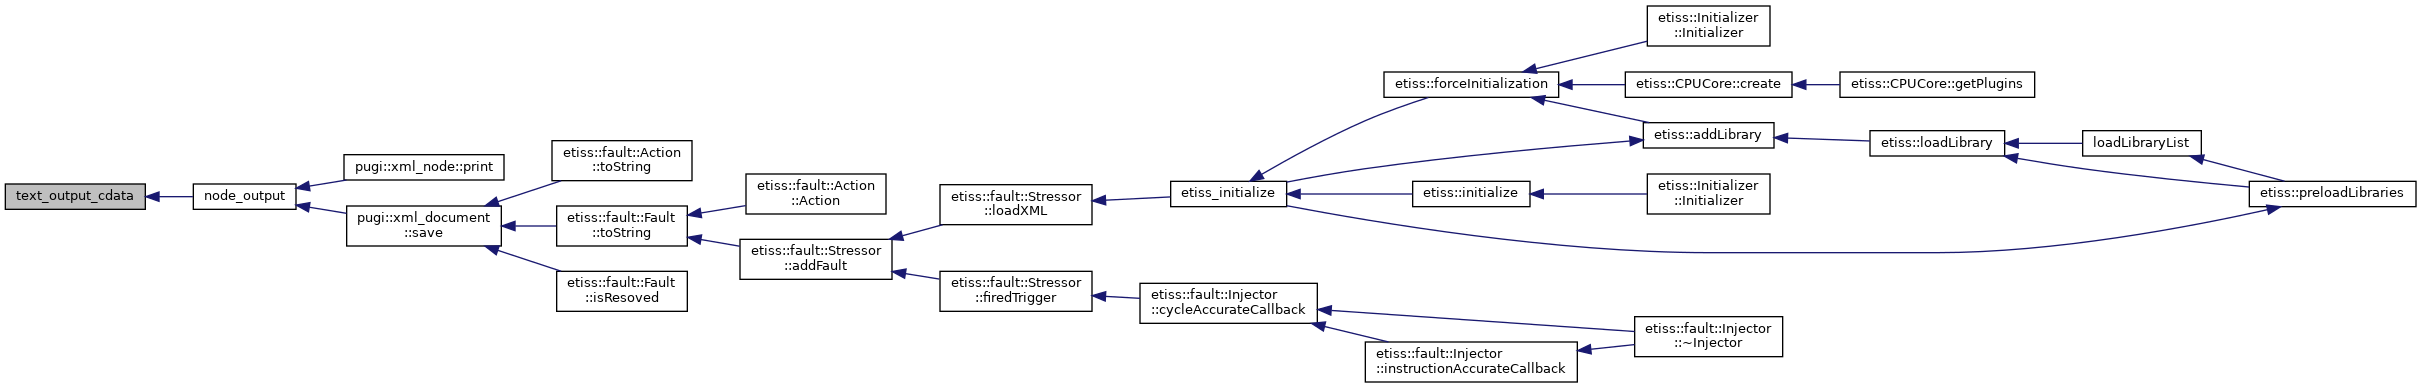 text_output_cdata
node_output
pugi::xml_node::print
pugi::xml_document
::save
etiss::fault::Action
::toString
etiss::fault::Fault
::toString
etiss::fault::Fault
::isResoved
etiss::fault::Action
::Action
etiss::fault::Stressor
::addFault
etiss::fault::Stressor
::loadXML
etiss::fault::Stressor
::firedTrigger
etiss_initialize
etiss::fault::Injector
::cycleAccurateCallback
etiss::forceInitialization
etiss::initialize
etiss::fault::Injector
::instructionAccurateCallback
etiss::Initializer
::Initializer
etiss::CPUCore::create
etiss::addLibrary
etiss::Initializer
::Initializer
etiss::fault::Injector
::~Injector
etiss::CPUCore::getPlugins
etiss::loadLibrary
loadLibraryList
etiss::preloadLibraries